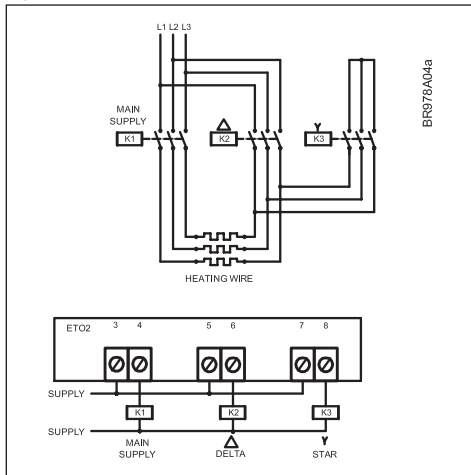 L1 L2 L3
BR978A04a
MAIN
SUPPLY
K1
K2
Y
K3
HEATING WIRE
ETO2
3 4 5 6 7 8
SUPPLY
K1 K2 K3
SUPPLY
MAIN
SUPPLY
DELTA
Y
STAR